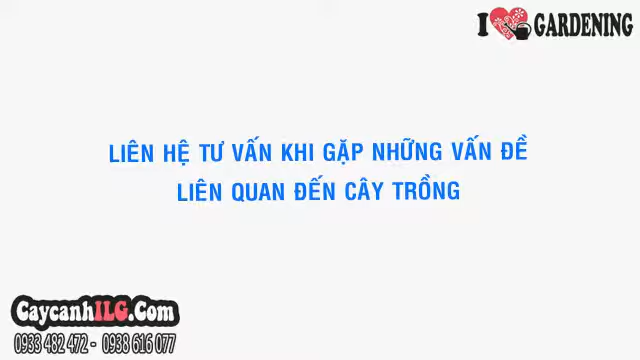 I GARDENING
LIÊN HỆ TƯ VẤN KHI GẶP NHỮNG VẤN ĐỀ
LIÊN QUAN ĐẾN CÂY TRỒNG
CaycanhILG.Com
0933 482 472 - 0938 616 077